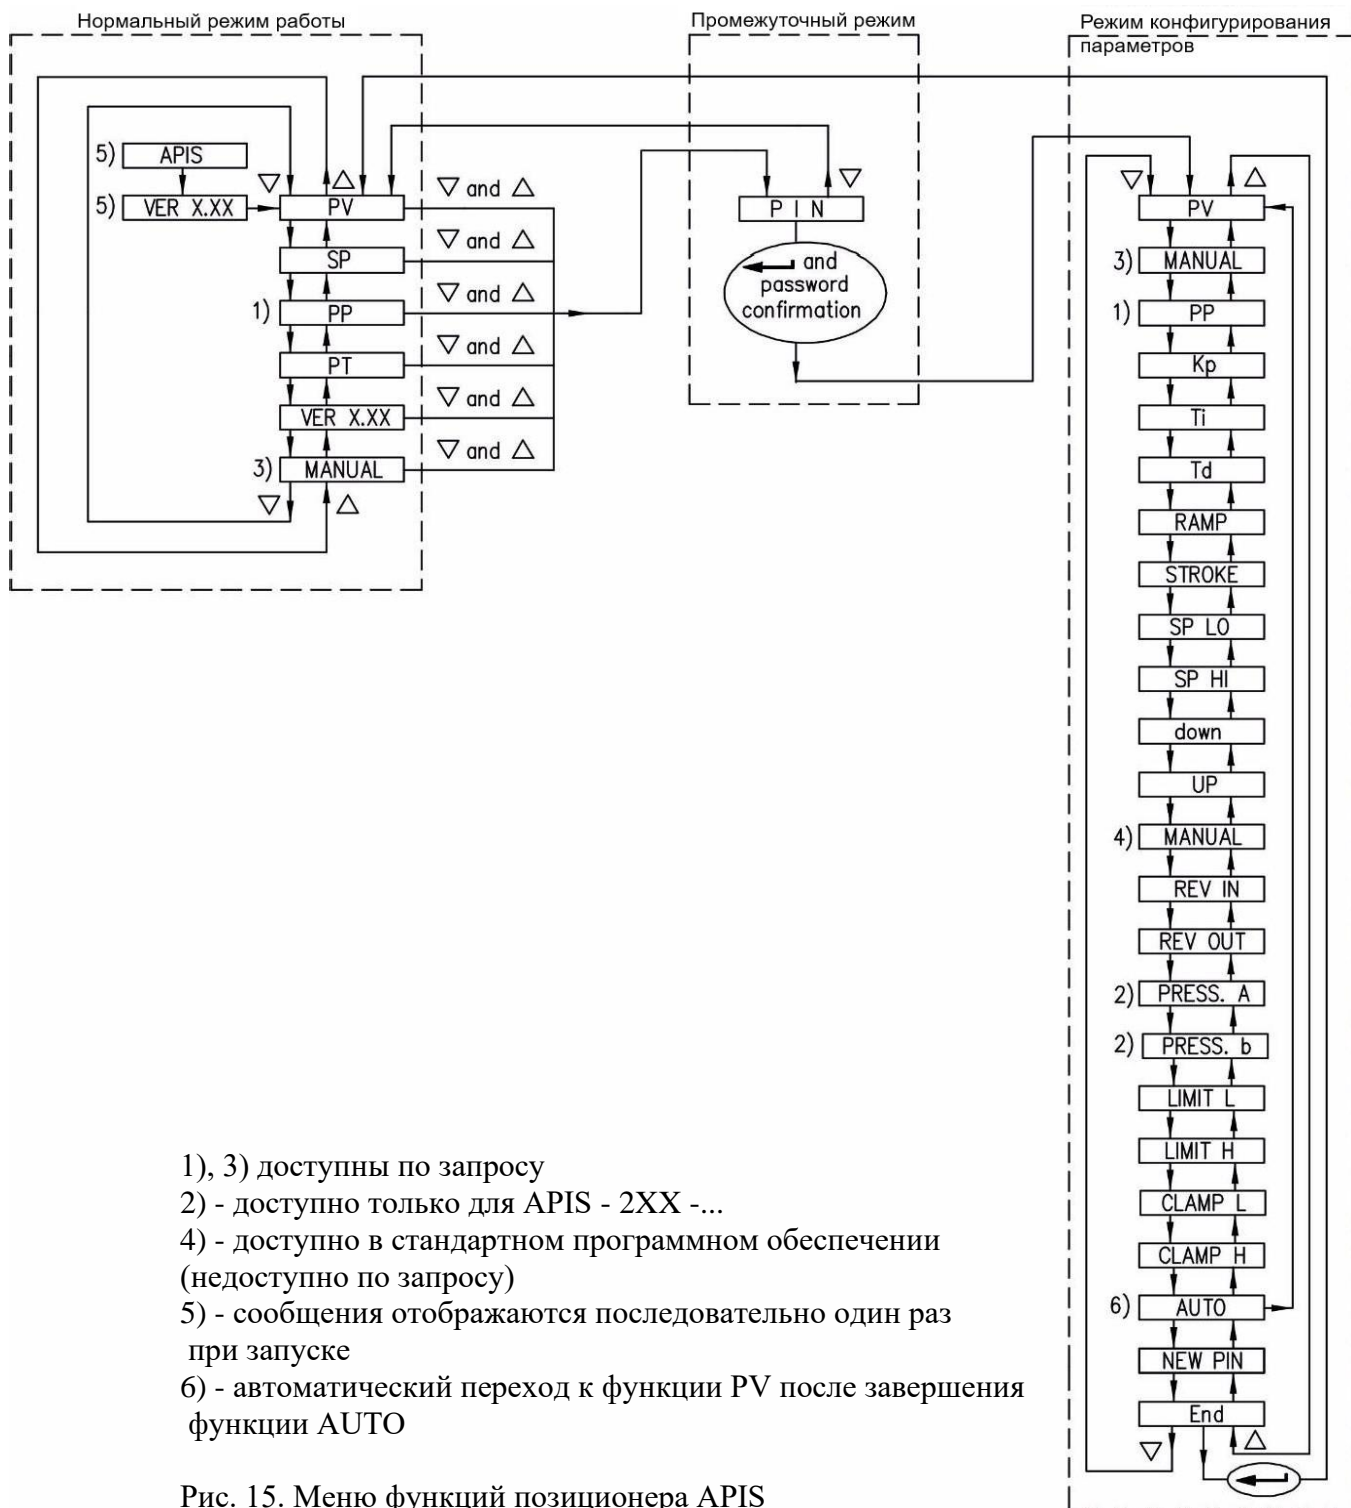 Нормальный режим работы
Промежуточный режим
Режим конфигурирования
параметров
5) APIS
5) VER X.XX
▽ △
PV ▽ and △
SP ▽ and △
1) PP ▽ and △
PT ▽ and △
VER X.XX ▽ and △
3) MANUAL ▽ and △
▽ △
▽
P I N
and
password
confirmation
▽ △
PV
3) MANUAL
1) PP
Kp
Ti
Td
RAMP
STROKE
SP LO
SP HI
down
UP
4) MANUAL
REV IN
REV OUT
2) PRESS. A
2) PRESS. b
LIMIT L
LIMIT H
CLAMP L
CLAMP H
6) AUTO
NEW PIN
End
▽ △
1), 3) доступны по запросу
2) - доступно только для APIS - 2XX -...
4) - доступно в стандартном программном обеспечении
(недоступно по запросу)
5) - сообщения отображаются последовательно один раз
при запуске
6) - автоматический переход к функции PV после завершения
функции AUTO
Рис. 15. Меню функций позиционера APIS